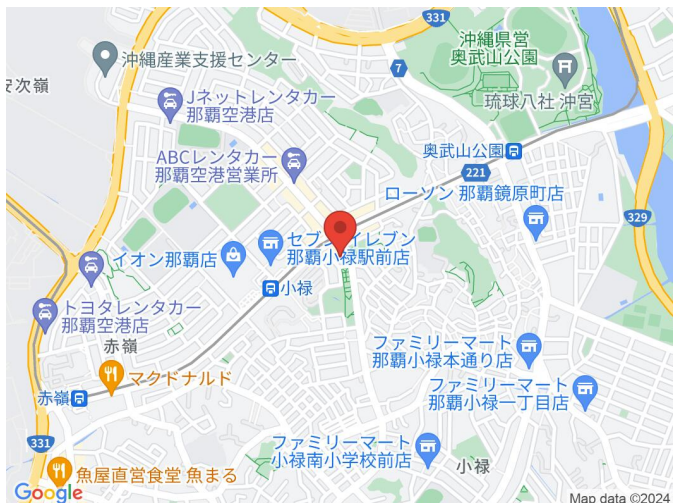 331
沖縄県営
奥武山公園
沖縄産業支援センター
7
安次嶺
琉球八社 沖宮
Jネットレンタカー
那覇空港店
奥武山公園
ABCレンタカー
那覇空港営業所
221
ローソン 那覇鏡原町店
329
セブン-イレブン
那覇小禄駅前店
イオン那覇店
小禄
トヨタレンタカー
那覇空港店
赤嶺
ファミリーマート
那覇小禄本通り店
マクドナルド
赤嶺
ファミリーマート
那覇小禄一丁目店
331
ファミリーマート
小禄南小学校前店
小禄
魚屋直営食堂 魚まる
Google
Map data ©2024